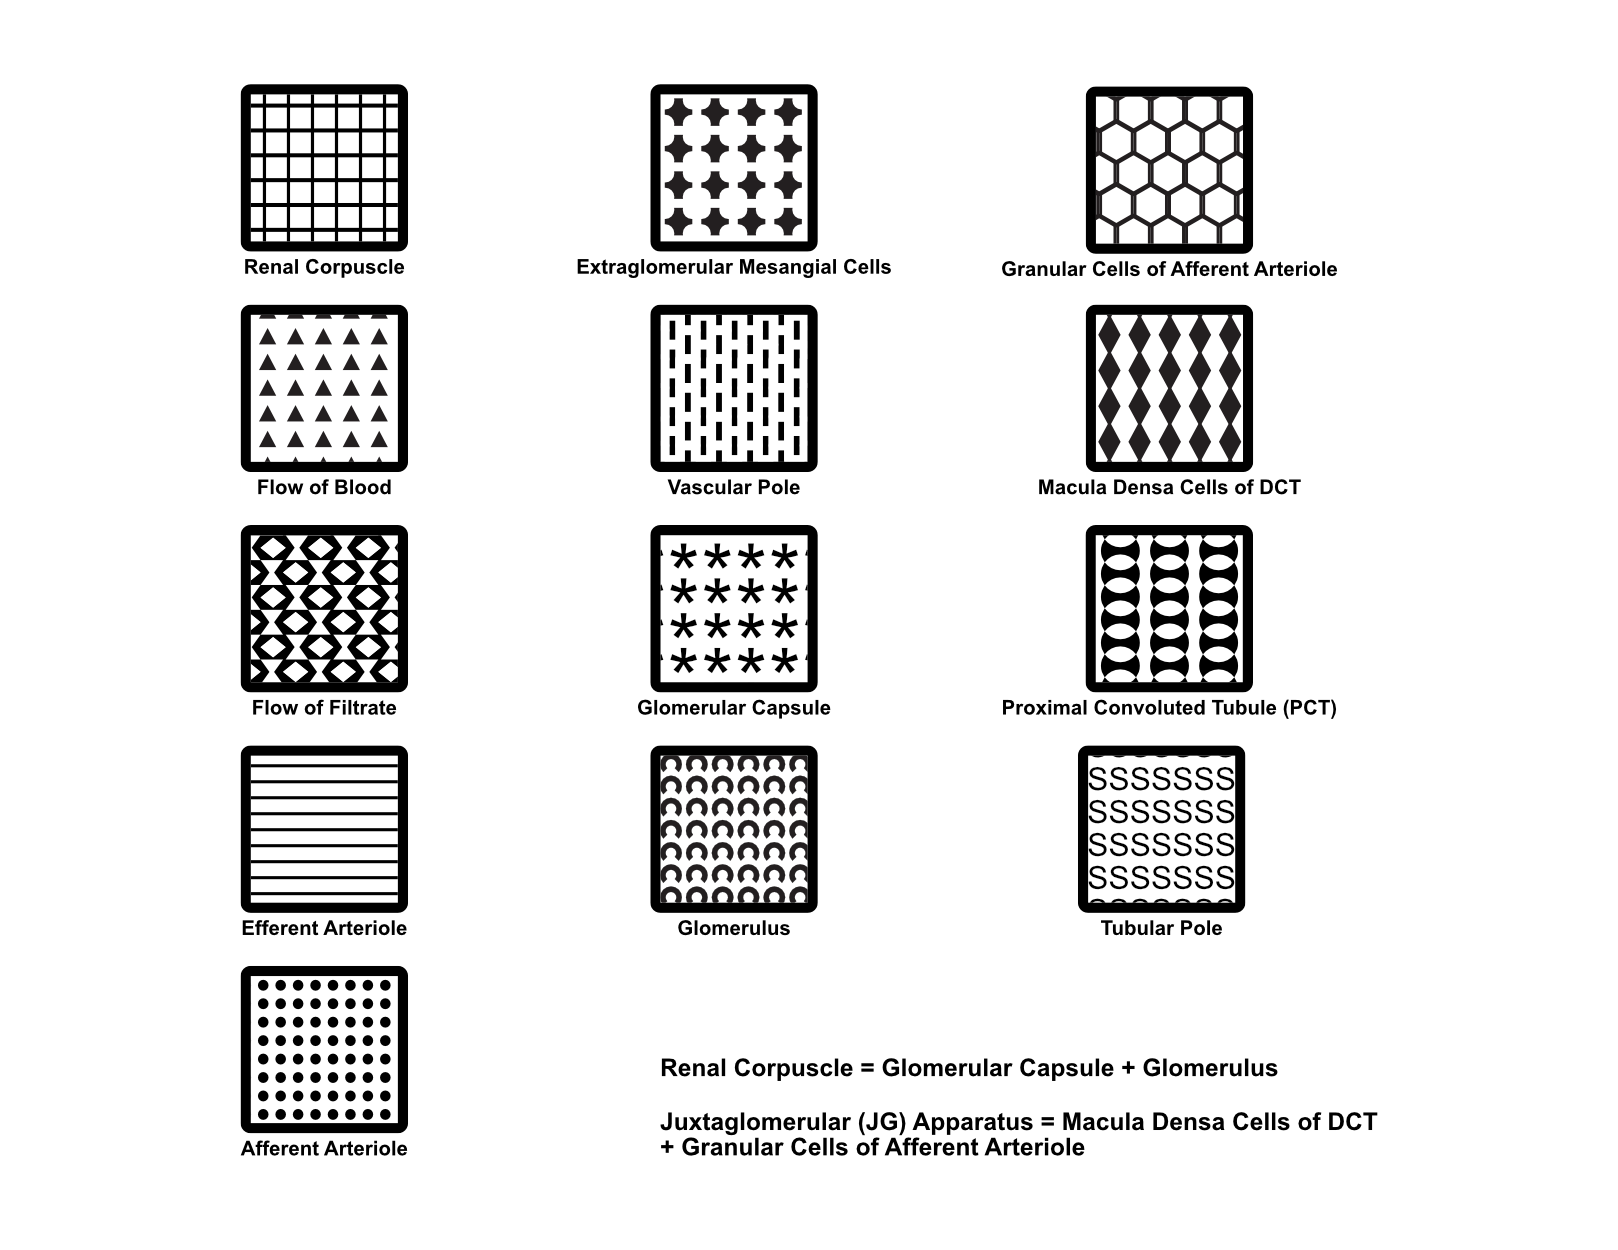 Renal Corpuscle
Extraglomerular Mesangial Cells
Granular Cells of Afferent Arteriole
Flow of Blood
Vascular Pole
Macula Densa Cells of DCT
Flow of Filtrate
Glomerular Capsule
Proximal Convoluted Tubule (PCT)
SSSSSSS
SSSSSSS
SSSSSSS
SSSSSSS
Efferent Arteriole
Glomerulus
Tubular Pole
Afferent Arteriole
Renal Corpuscle = Glomerular Capsule + Glomerulus
Juxtaglomerular (JG) Apparatus = Macula Densa Cells of DCT
+ Granular Cells of Afferent Arteriole